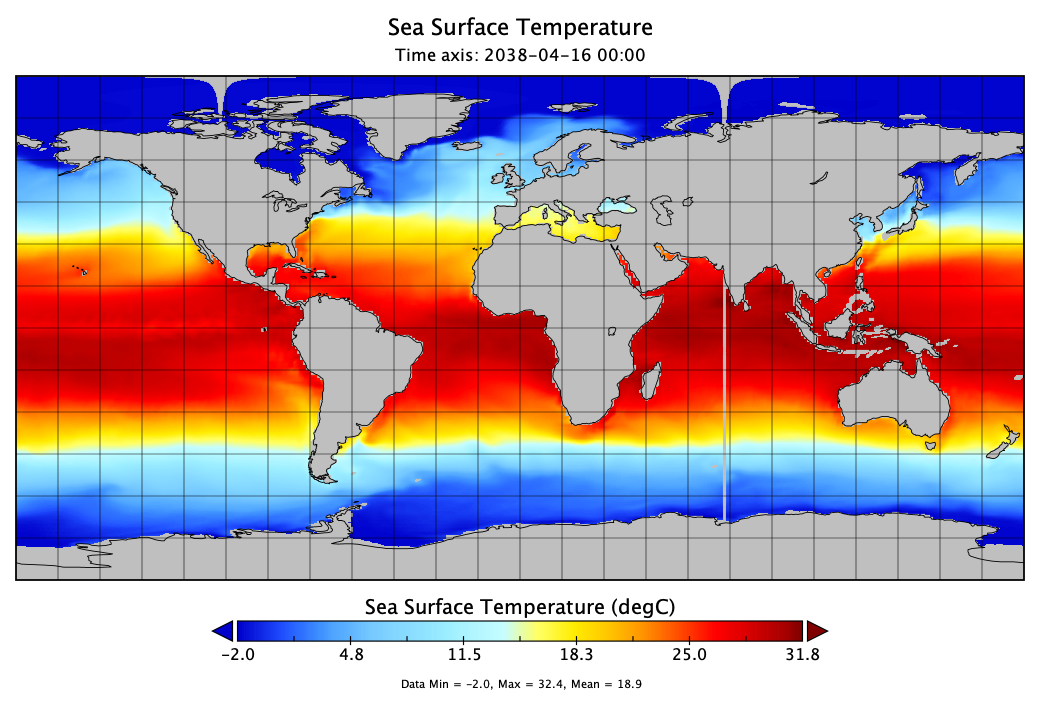 Sea Surface Temperature
Time axis: 2038-04-16 00:00
Sea Surface Temperature (degC)
-2.0 4.8 11.5 18.3 25.0 31.8
Data Min = -2.0, Max = 32.4, Mean = 18.9